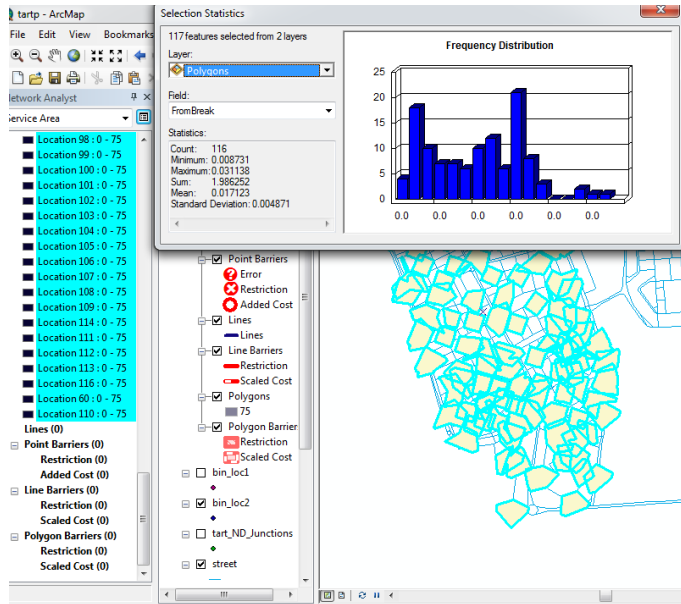 tartp - ArcMap
File Edit View Bookmarks
Network Analyst
Service Area
Location 98 : 0 - 75
Location 99 : 0 - 75
Location 100 : 0 - 75
Location 101 : 0 - 75
Location 102 : 0 - 75
Location 103 : 0 - 75
Location 104 : 0 - 75
Location 105 : 0 - 75
Location 106 : 0 - 75
Location 107 : 0 - 75
Location 108 : 0 - 75
Location 109 : 0 - 75
Location 114 : 0 - 75
Location 111 : 0 - 75
Location 112 : 0 - 75
Location 113 : 0 - 75
Location 116 : 0 - 75
Location 60 : 0 - 75
Location 110 : 0 - 75
Lines (0)
Point Barriers (0)
Restriction (0)
Added Cost (0)
Line Barriers (0)
Restriction (0)
Scaled Cost (0)
Polygon Barriers (0)
Restriction (0)
Scaled Cost (0)
Selection Statistics
117 features selected from 2 layers
Layer:
Polygons
Field:
FromBreak
Statistics:
Count: 116
Minimum: 0.008731
Maximum: 0.031138
Sum: 1.986252
Mean: 0.017123
Standard Deviation: 0.004871
Frequency Distribution
25
20
15
10
5
0
0.0 0.0 0.0 0.0 0.0 0.0
Point Barriers
Error
Restriction
Added Cost
Lines
Lines
Line Barriers
Restriction
Scaled Cost
Polygons
75
Polygon Barrier
Restriction
Scaled Cost
bin_loc1
bin_loc2
tart_ND_Junctions
street